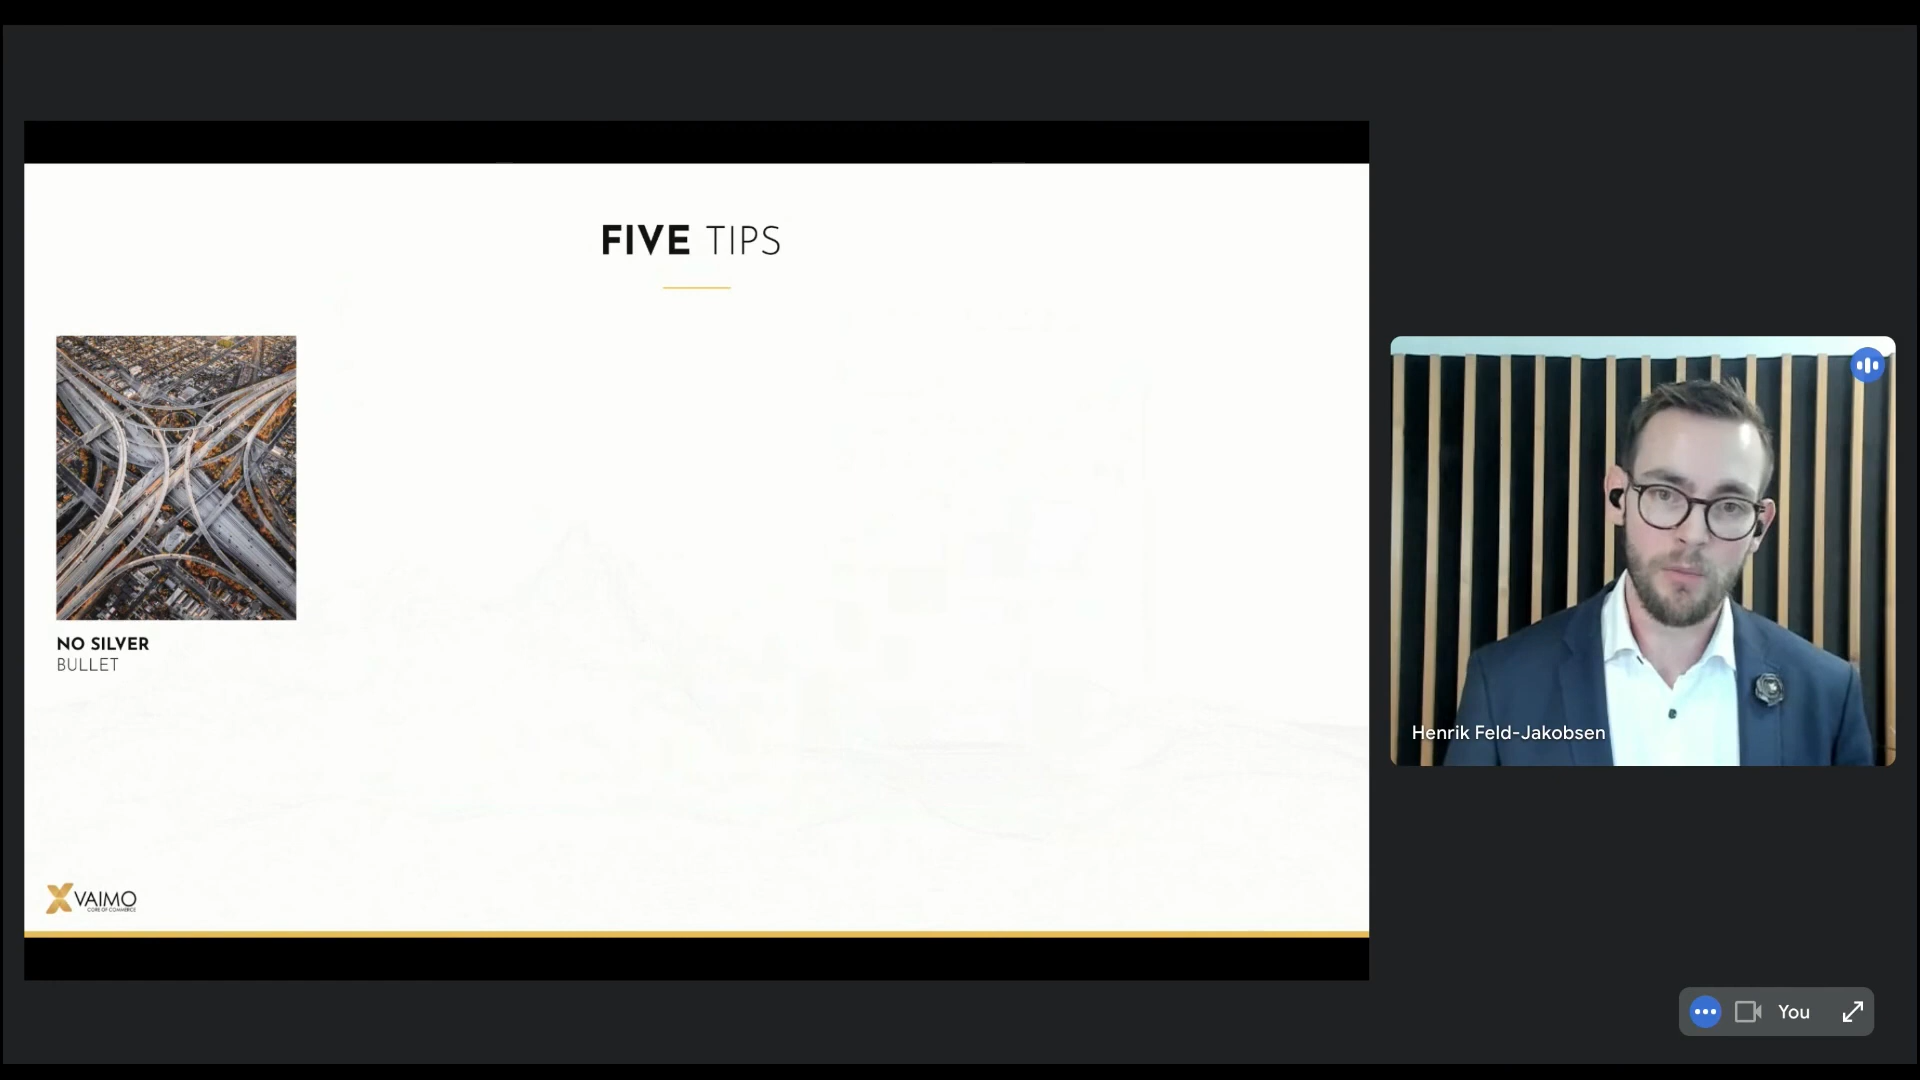 FIVE TIPS
NO SILVER
BULLET
VAIMO
CORE OF COMMERCE
Henrik Feld-Jakobsen
You